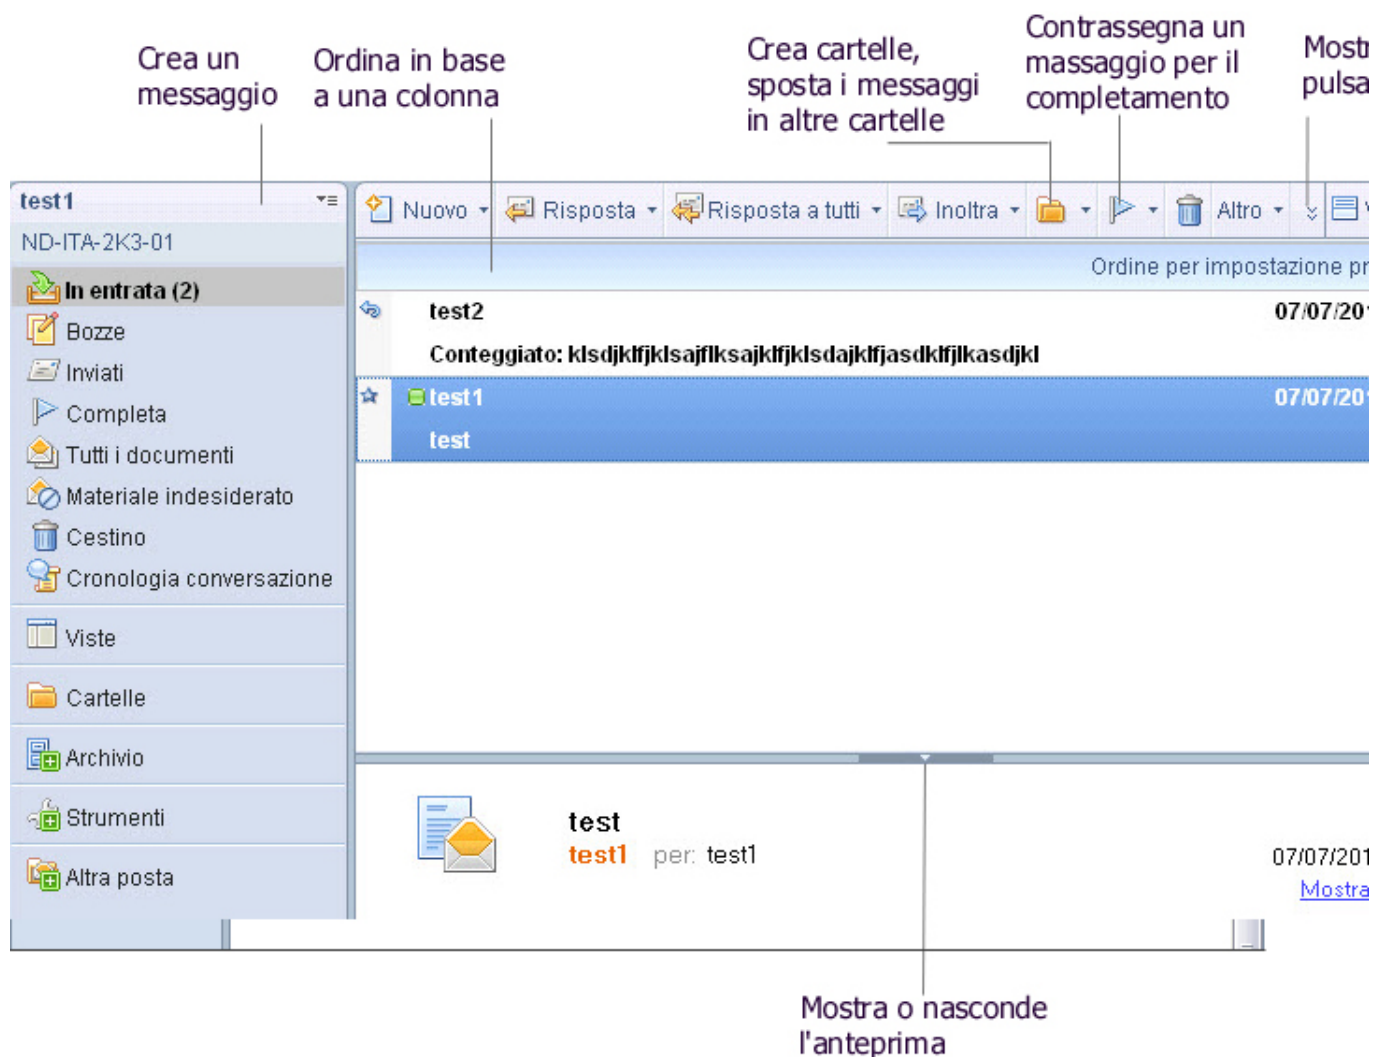 Crea un
messaggio
Ordina in base
a una colonna
Crea cartelle,
sposta i messaggi
in altre cartelle
Contrassegna un
massaggio per il
completamento
test1
ND-ITA-2K3-01
In entrata (2)
Bozze
Inviati
Completa
Tutti i documenti
Materiale indesiderato
Cestino
Cronologia conversazione
Viste
Cartelle
Archivio
Strumenti
Altra posta
Nuovo Risposta Risposta a tutti Inoltra Altro
Ordine per impostazione
test2
Conteggiato: klsdjklfjklsajflksajklfjklsdajklfjasdklfjlkasdjkl
test1
test
test
test1 per: test1
Mostra o nasconde
l'anteprima